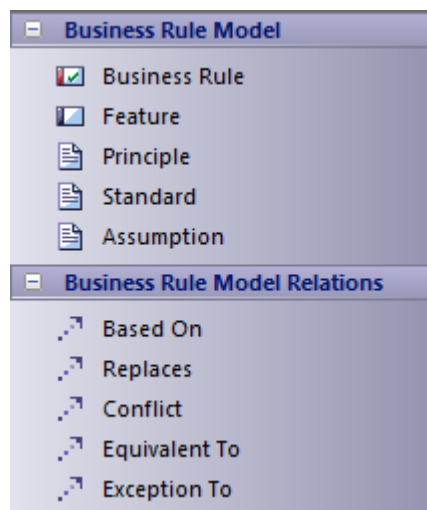 Business Rule Model
Business Rule
Feature
Principle
Standard
Assumption
Business Rule Model Relations
Based On
Replaces
Conflict
Equivalent To
Exception To